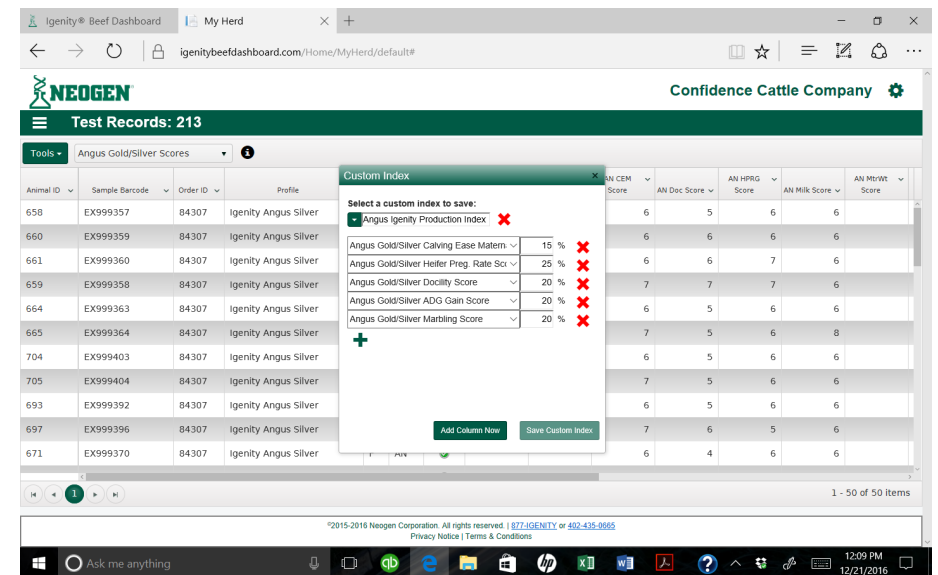 Igenity® Beef Dashboard
My Herd
igenitybeefdashboard.com/Home/MyHerd/default#
NEOGEN
Confidence Cattle Company
Test Records: 213
Tools
Angus Gold/Silver Scores
Animal ID Sample Barcode Order ID Profile AN CEM Score AN Doc Score AN HPRG Score AN Milk Score AN MtrWt Score
Custom Index
Select a custom index to save:
Angus Igenity Production Index
Angus Gold/Silver Calving Ease Matern 15 %
Angus Gold/Silver Heifer Preg. Rate Sc 25 %
Angus Gold/Silver Docility Score 20 %
Angus Gold/Silver ADG Gain Score 20 %
Angus Gold/Silver Marbling Score 20 %
Add Column Now Save Custom Index
658 EX999357 84307 Igenity Angus Silver 6 5 6 6
660 EX999359 84307 Igenity Angus Silver 6 6 6 6
661 EX999360 84307 Igenity Angus Silver 6 6 7 6
659 EX999358 84307 Igenity Angus Silver 7 7 7 6
664 EX999363 84307 Igenity Angus Silver 6 5 6 6
665 EX999364 84307 Igenity Angus Silver 7 5 6 8
704 EX999403 84307 Igenity Angus Silver 6 5 6 6
705 EX999404 84307 Igenity Angus Silver 7 5 6 6
693 EX999392 84307 Igenity Angus Silver 6 5 6 6
697 EX999396 84307 Igenity Angus Silver 7 6 5 6
671 EX999370 84307 Igenity Angus Silver F AN 6 4 6 6
1
1 - 50 of 50 items
©2015-2016 Neogen Corporation. All rights reserved. | 877-IGENITY or 402-435-0665
Privacy Notice | Terms & Conditions
Ask me anything
qb
hp
12:09 PM
12/21/2016